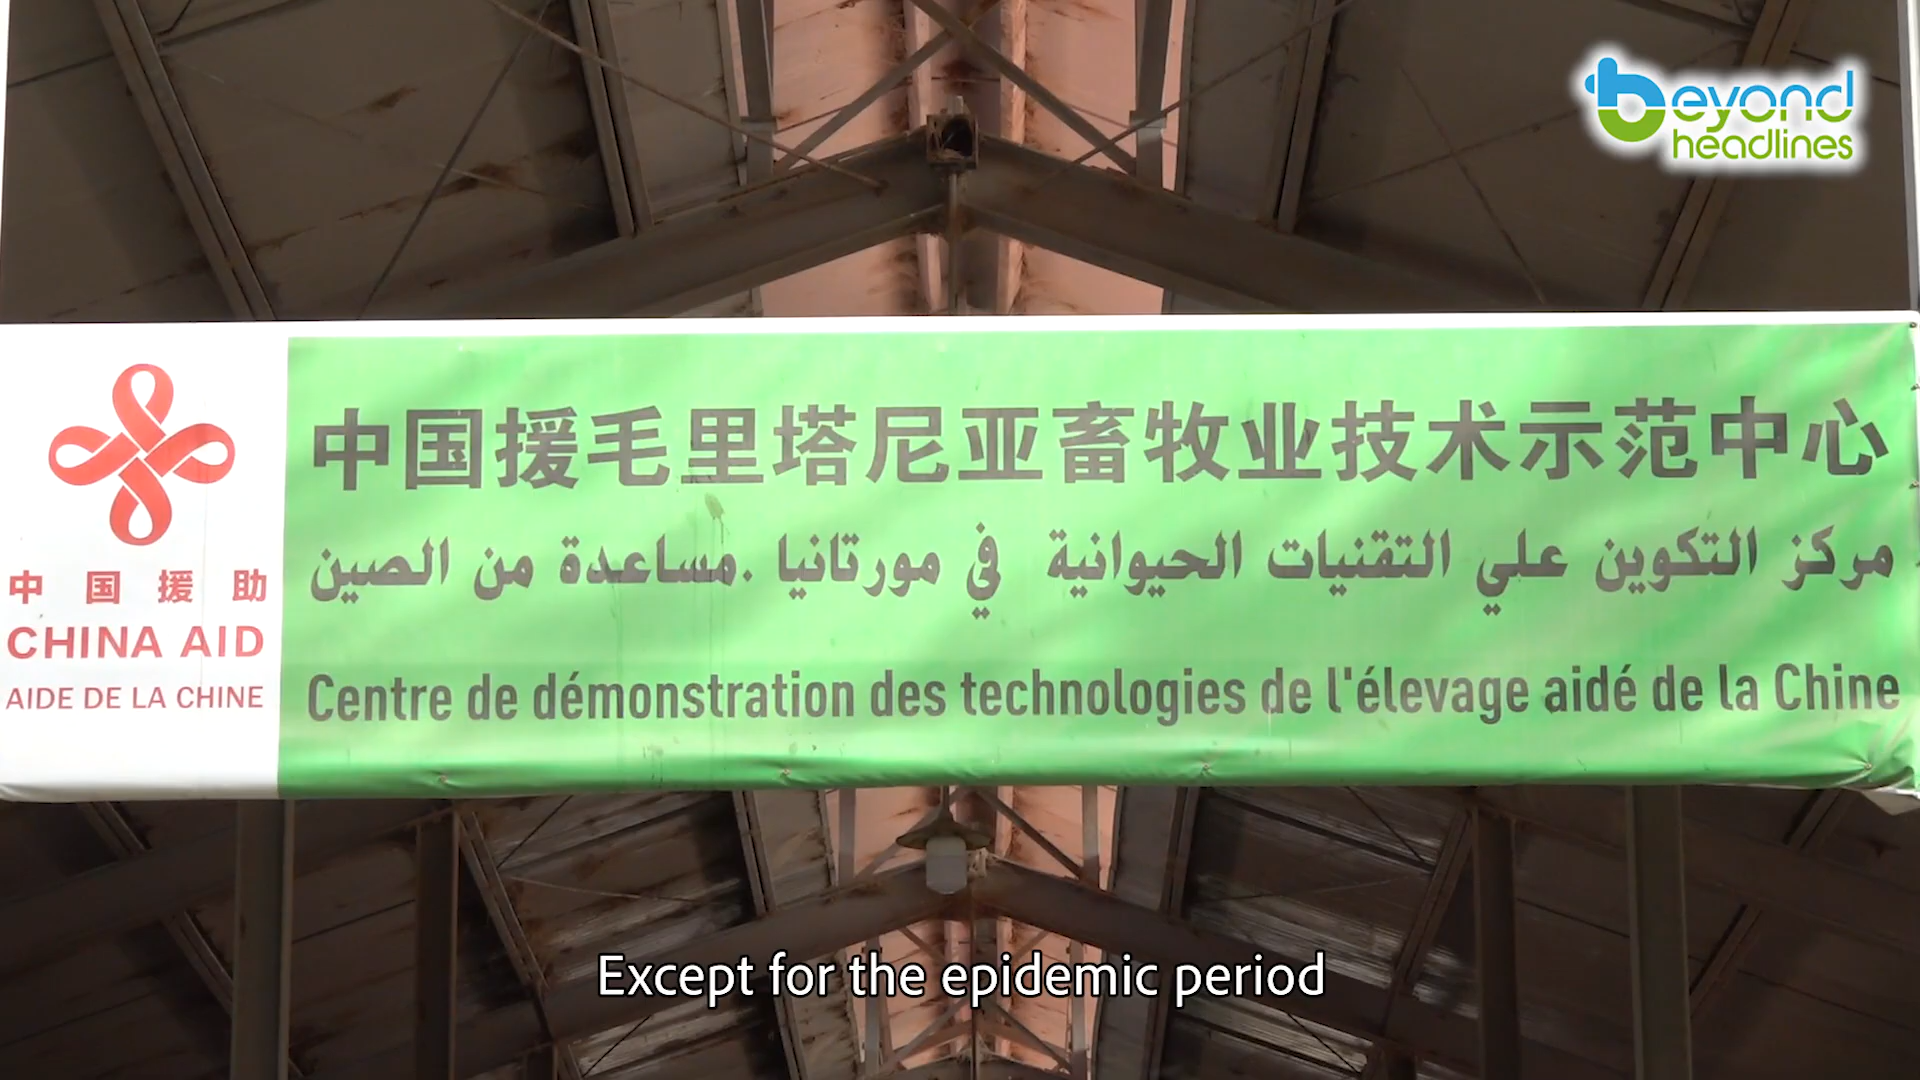 beyond
headlines
中国援毛里塔尼亚畜牧业技术示范中心
مركز التكوين علي التقنيات الحيوانية في مورتانيا .مساعدة من الصين
Centre de démonstration des technologies de l'élevage aidé de la Chine
中国援助
CHINA AID
AIDE DE LA CHINE
Except for the epidemic period